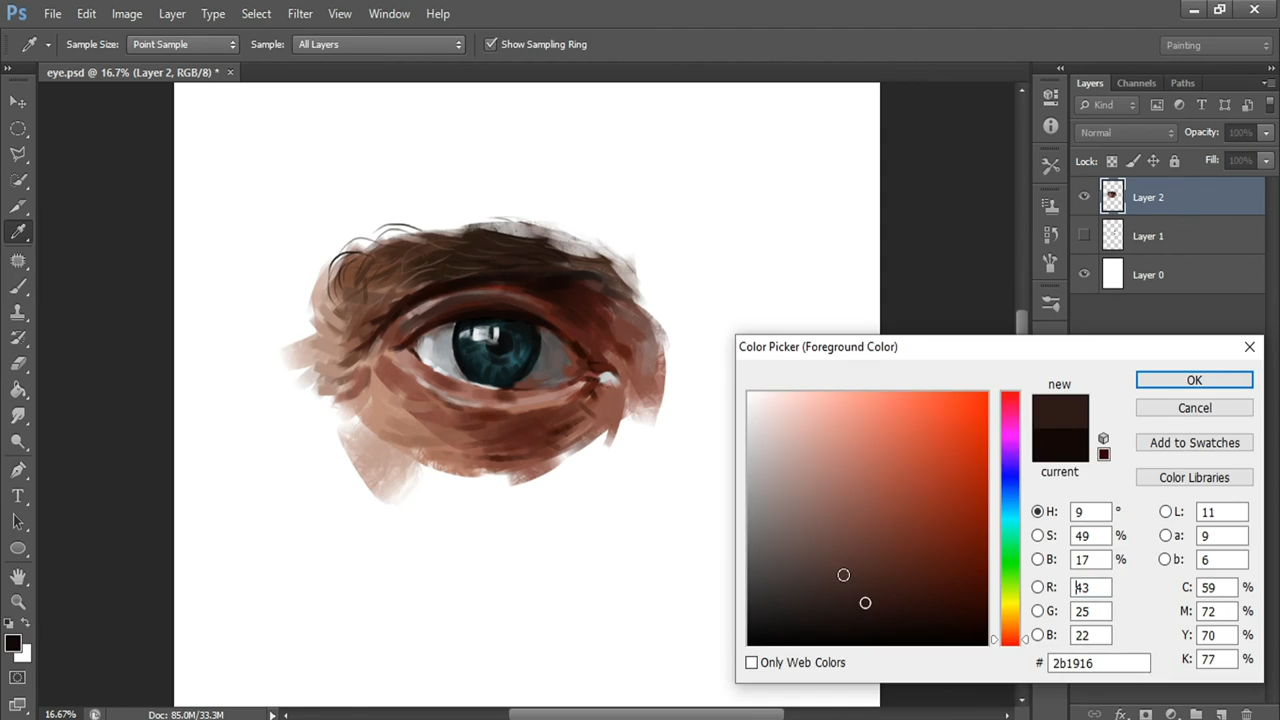 Ps File Edit Image Layer Type Select Filter View Window Help
Sample Size: Point Sample Sample: All Layers Show Sampling Ring Painting
eye.psd @ 16.7% (Layer 2, RGB/8) * ×
Layers Channels Paths
Kind
Normal Opacity: 100%
Lock: Fill: 100%
Layer 2
Layer 1
Layer 0
Color Picker (Foreground Color)
new
OK
Cancel
Add to Swatches
current
Color Libraries
H: 9 ° L: 11
S: 49 % a: 9
B: 17 % b: 6
R: 43 C: 59 %
G: 25 M: 72 %
B: 22 Y: 70 %
Only Web Colors # 2b1916 K: 77 %
16.67% Doc: 85.0M/33.3M